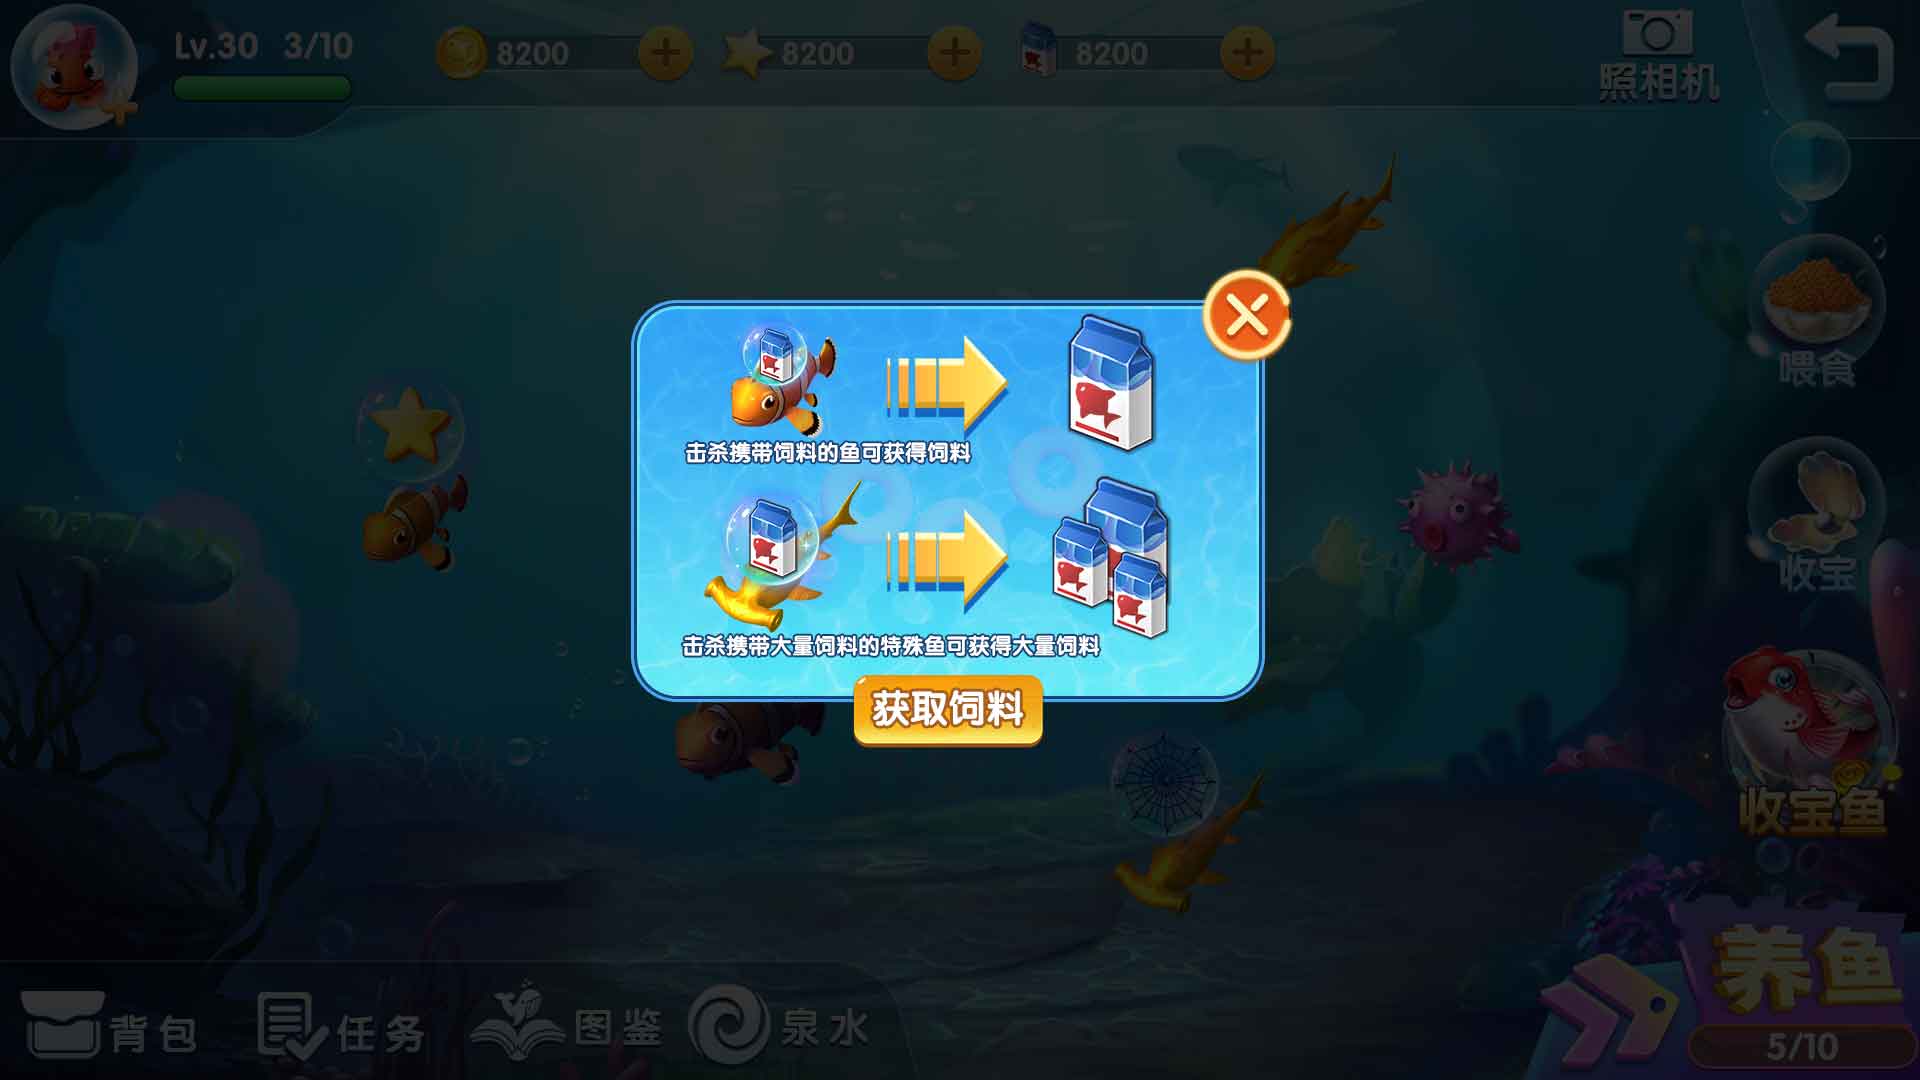 Lv.30 3/10
8200
8200
8200
照相机
喂食
击杀携带饲料的鱼可获得饲料
收宝
击杀携带大量饲料的特殊鱼可获得大量饲料
获取饲料
收宝鱼
养鱼
5/10
背包
任务
图鉴
泉水